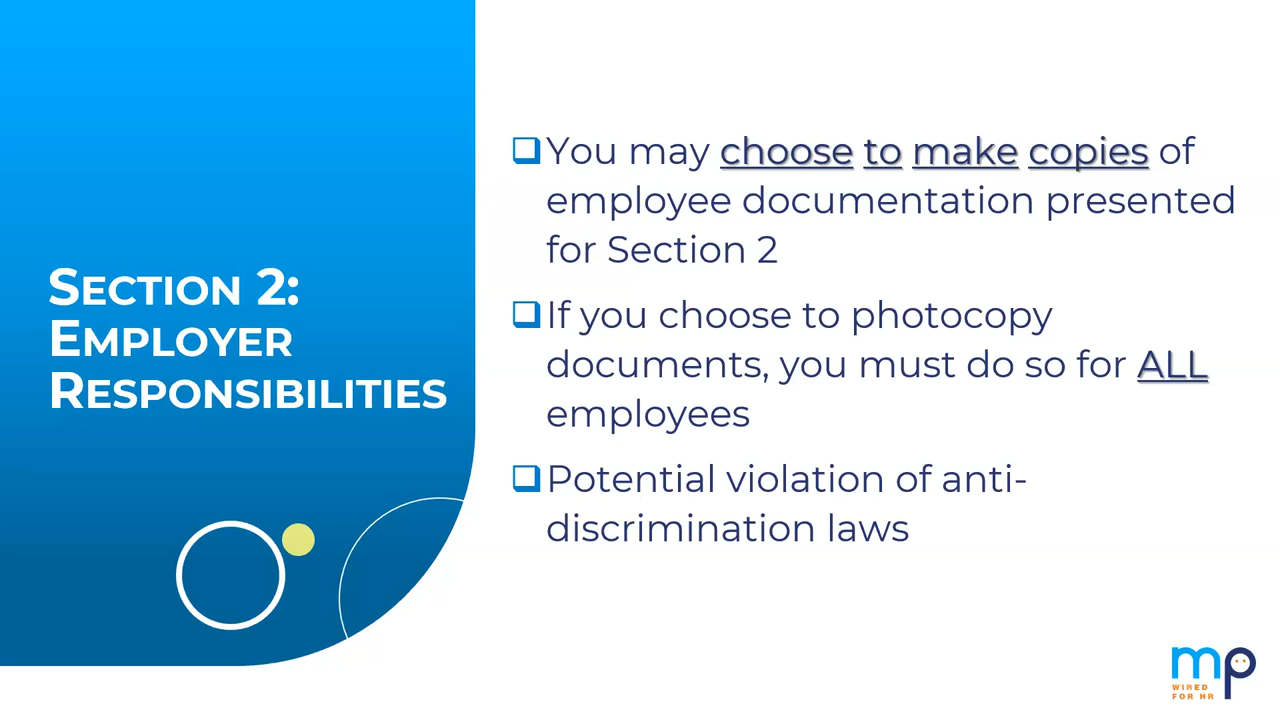 SECTION 2:
EMPLOYER
RESPONSIBILITIES
You may choose to make copies of
employee documentation presented
for Section 2
If you choose to photocopy
documents, you must do so for ALL
employees
Potential violation of anti-
discrimination laws
mp
WIRED
FOR HR